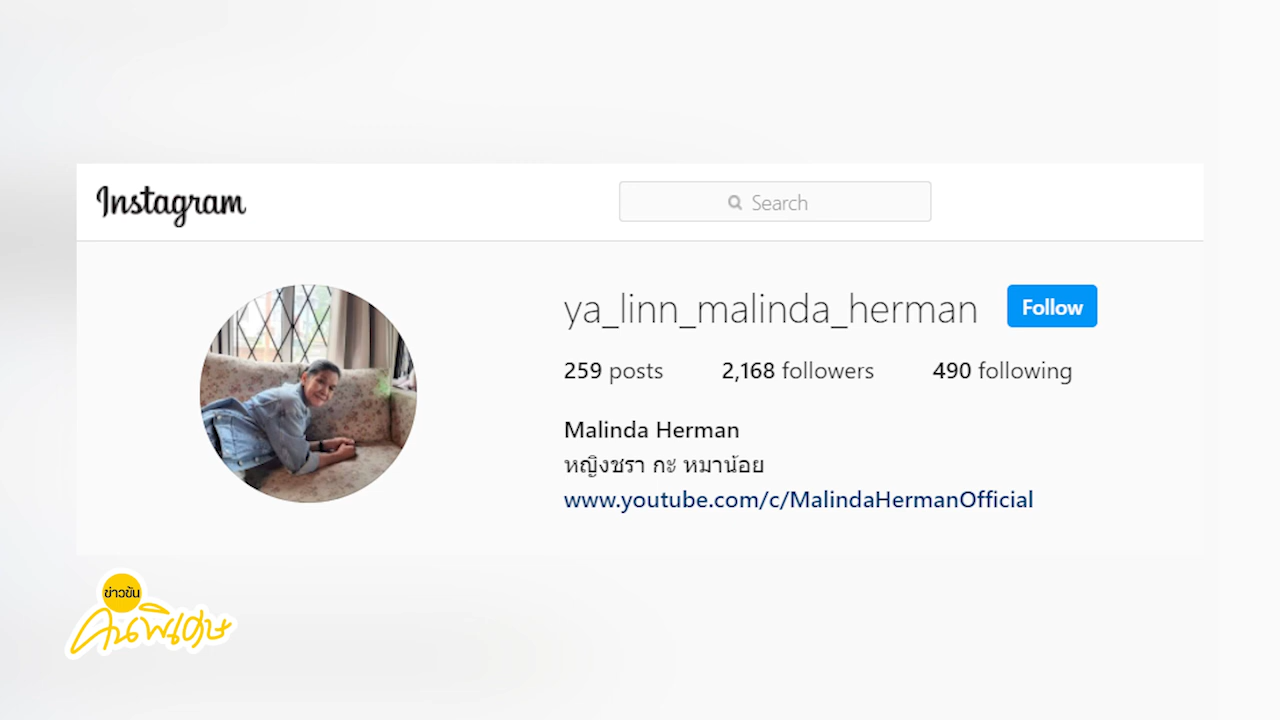 Instagram
Search
ya_linn_malinda_herman
Follow
259 posts 2,168 followers 490 following
Malinda Herman
หญิงชรา กะ หมาน้อย
www.youtube.com/c/MalindaHermanOfficial
ข่าวข้น
คนพิเศษ